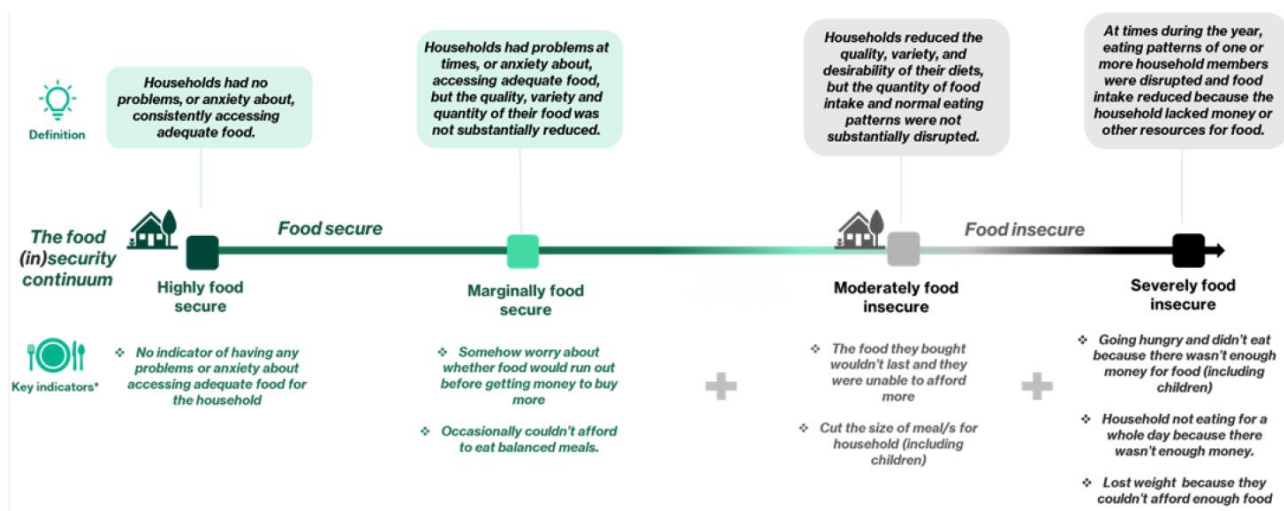 Households had no
problems, or anxiety about,
consistently accessing
adequate food.
Households had problems at
times, or anxiety about,
accessing adequate food,
but the quality, variety and
quantity of their food was
not substantially reduced.
Households reduced the
quality, variety, and
desirability of their diets,
but the quantity of food
intake and normal eating
patterns were not
substantially disrupted.
At times during the year,
eating patterns of one or
more household members
were disrupted and food
intake reduced because the
household lacked money or
other resources for food.
Definition
The food
(in)security
continuum
Food secure
Food insecure
Highly food
secure
Marginally food
secure
Moderately food
insecure
Severely food
insecure
Key indicators*
❖ No indicator of having any
problems or anxiety about
accessing adequate food for
the household
❖ Somehow worry about
whether food would run out
before getting money to buy
more
❖ Occasionally couldn't afford
to eat balanced meals.
+
❖ The food they bought
wouldn't last and they
were unable to afford
more
❖ Cut the size of meal/s for
household (including
children)
+
❖ Going hungry and didn't eat
because there wasn't enough
money for food (including
children)
❖ Household not eating for a
whole day because there
wasn't enough money.
❖ Lost weight because they
couldn't afford enough food